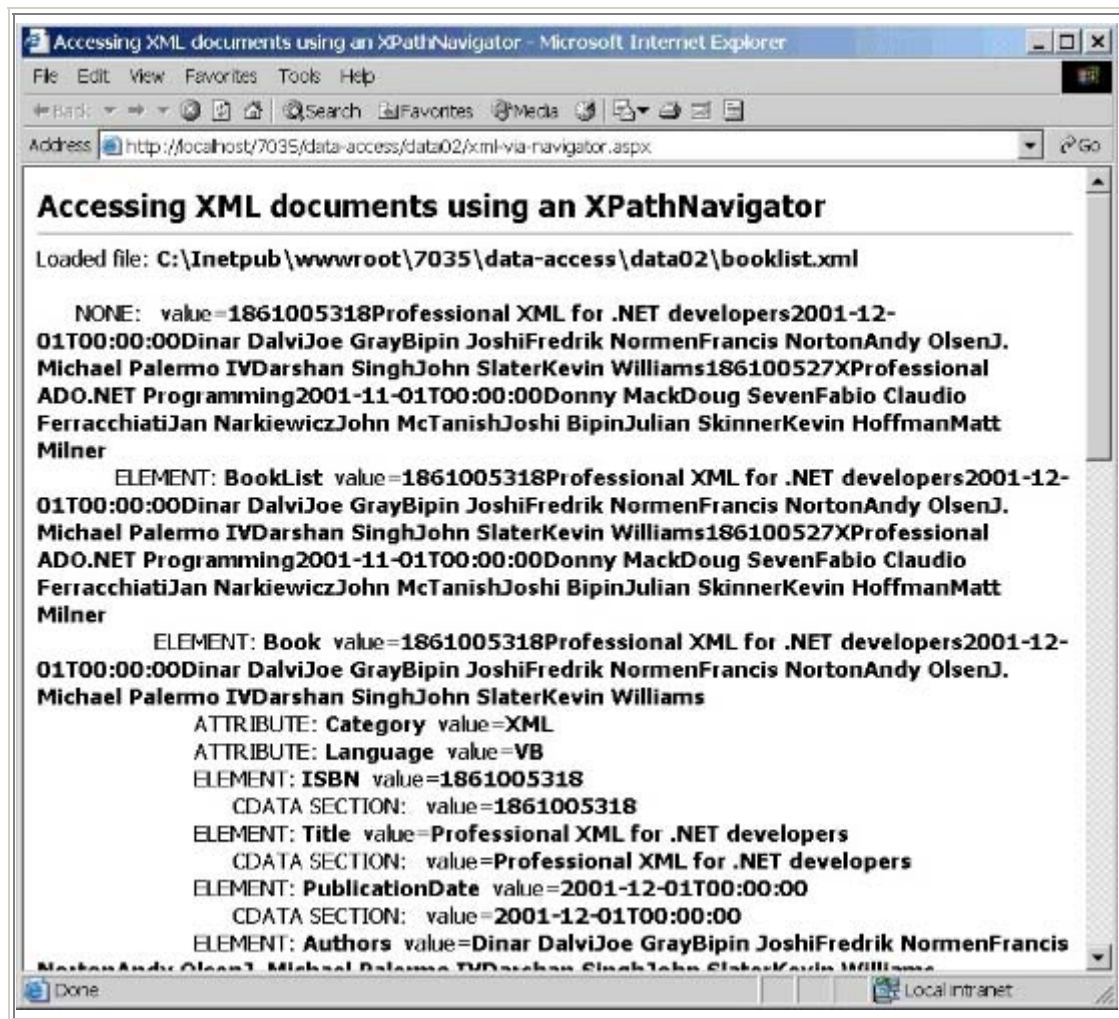 Accessing XML documents using an XPathNavigator - Microsoft Internet Explorer
File Edit View Favorites Tools Help
Back Search Favorites Media
Address http://localhost/7035/data-access/data02/xml-via-navigator.aspx Go
Accessing XML documents using an XPathNavigator
Loaded file: C:\Inetpub\wwwroot\7035\data-access\data02\booklist.xml
NONE: value=1861005318Professional XML for .NET developers2001-12-
01T00:00:00Dinar DalviJoe GrayBipin JoshiFredrik NormenFrancis NortonAndy OlsenJ.
Michael Palermo IVDarshan SinghJohn SlaterKevin Williams186100527XProfessional
ADO.NET Programming2001-11-01T00:00:00Donny MackDoug SevenFabio Claudio
FerracchiatiJan NarkiewiczJohn McTanishJoshi BipinJulian SkinnerKevin HoffmanMatt
Milner
ELEMENT: BookList value=1861005318Professional XML for .NET developers2001-12-
01T00:00:00Dinar DalviJoe GrayBipin JoshiFredrik NormenFrancis NortonAndy OlsenJ.
Michael Palermo IVDarshan SinghJohn SlaterKevin Williams186100527XProfessional
ADO.NET Programming2001-11-01T00:00:00Donny MackDoug SevenFabio Claudio
FerracchiatiJan NarkiewiczJohn McTanishJoshi BipinJulian SkinnerKevin HoffmanMatt
Milner
ELEMENT: Book value=1861005318Professional XML for .NET developers2001-12-
01T00:00:00Dinar DalviJoe GrayBipin JoshiFredrik NormenFrancis NortonAndy OlsenJ.
Michael Palermo IVDarshan SinghJohn SlaterKevin Williams
ATTRIBUTE: Category value=XML
ATTRIBUTE: Language value=VB
ELEMENT: ISBN value=1861005318
CDATA SECTION: value=1861005318
ELEMENT: Title value=Professional XML for .NET developers
CDATA SECTION: value=Professional XML for .NET developers
ELEMENT: PublicationDate value=2001-12-01T00:00:00
CDATA SECTION: value=2001-12-01T00:00:00
ELEMENT: Authors value=Dinar DalviJoe GrayBipin JoshiFredrik NormenFrancis
NortonAndy OlsenJ. Michael Palermo IVDarshan SinghJohn SlaterKevin Williams
Done Local intranet